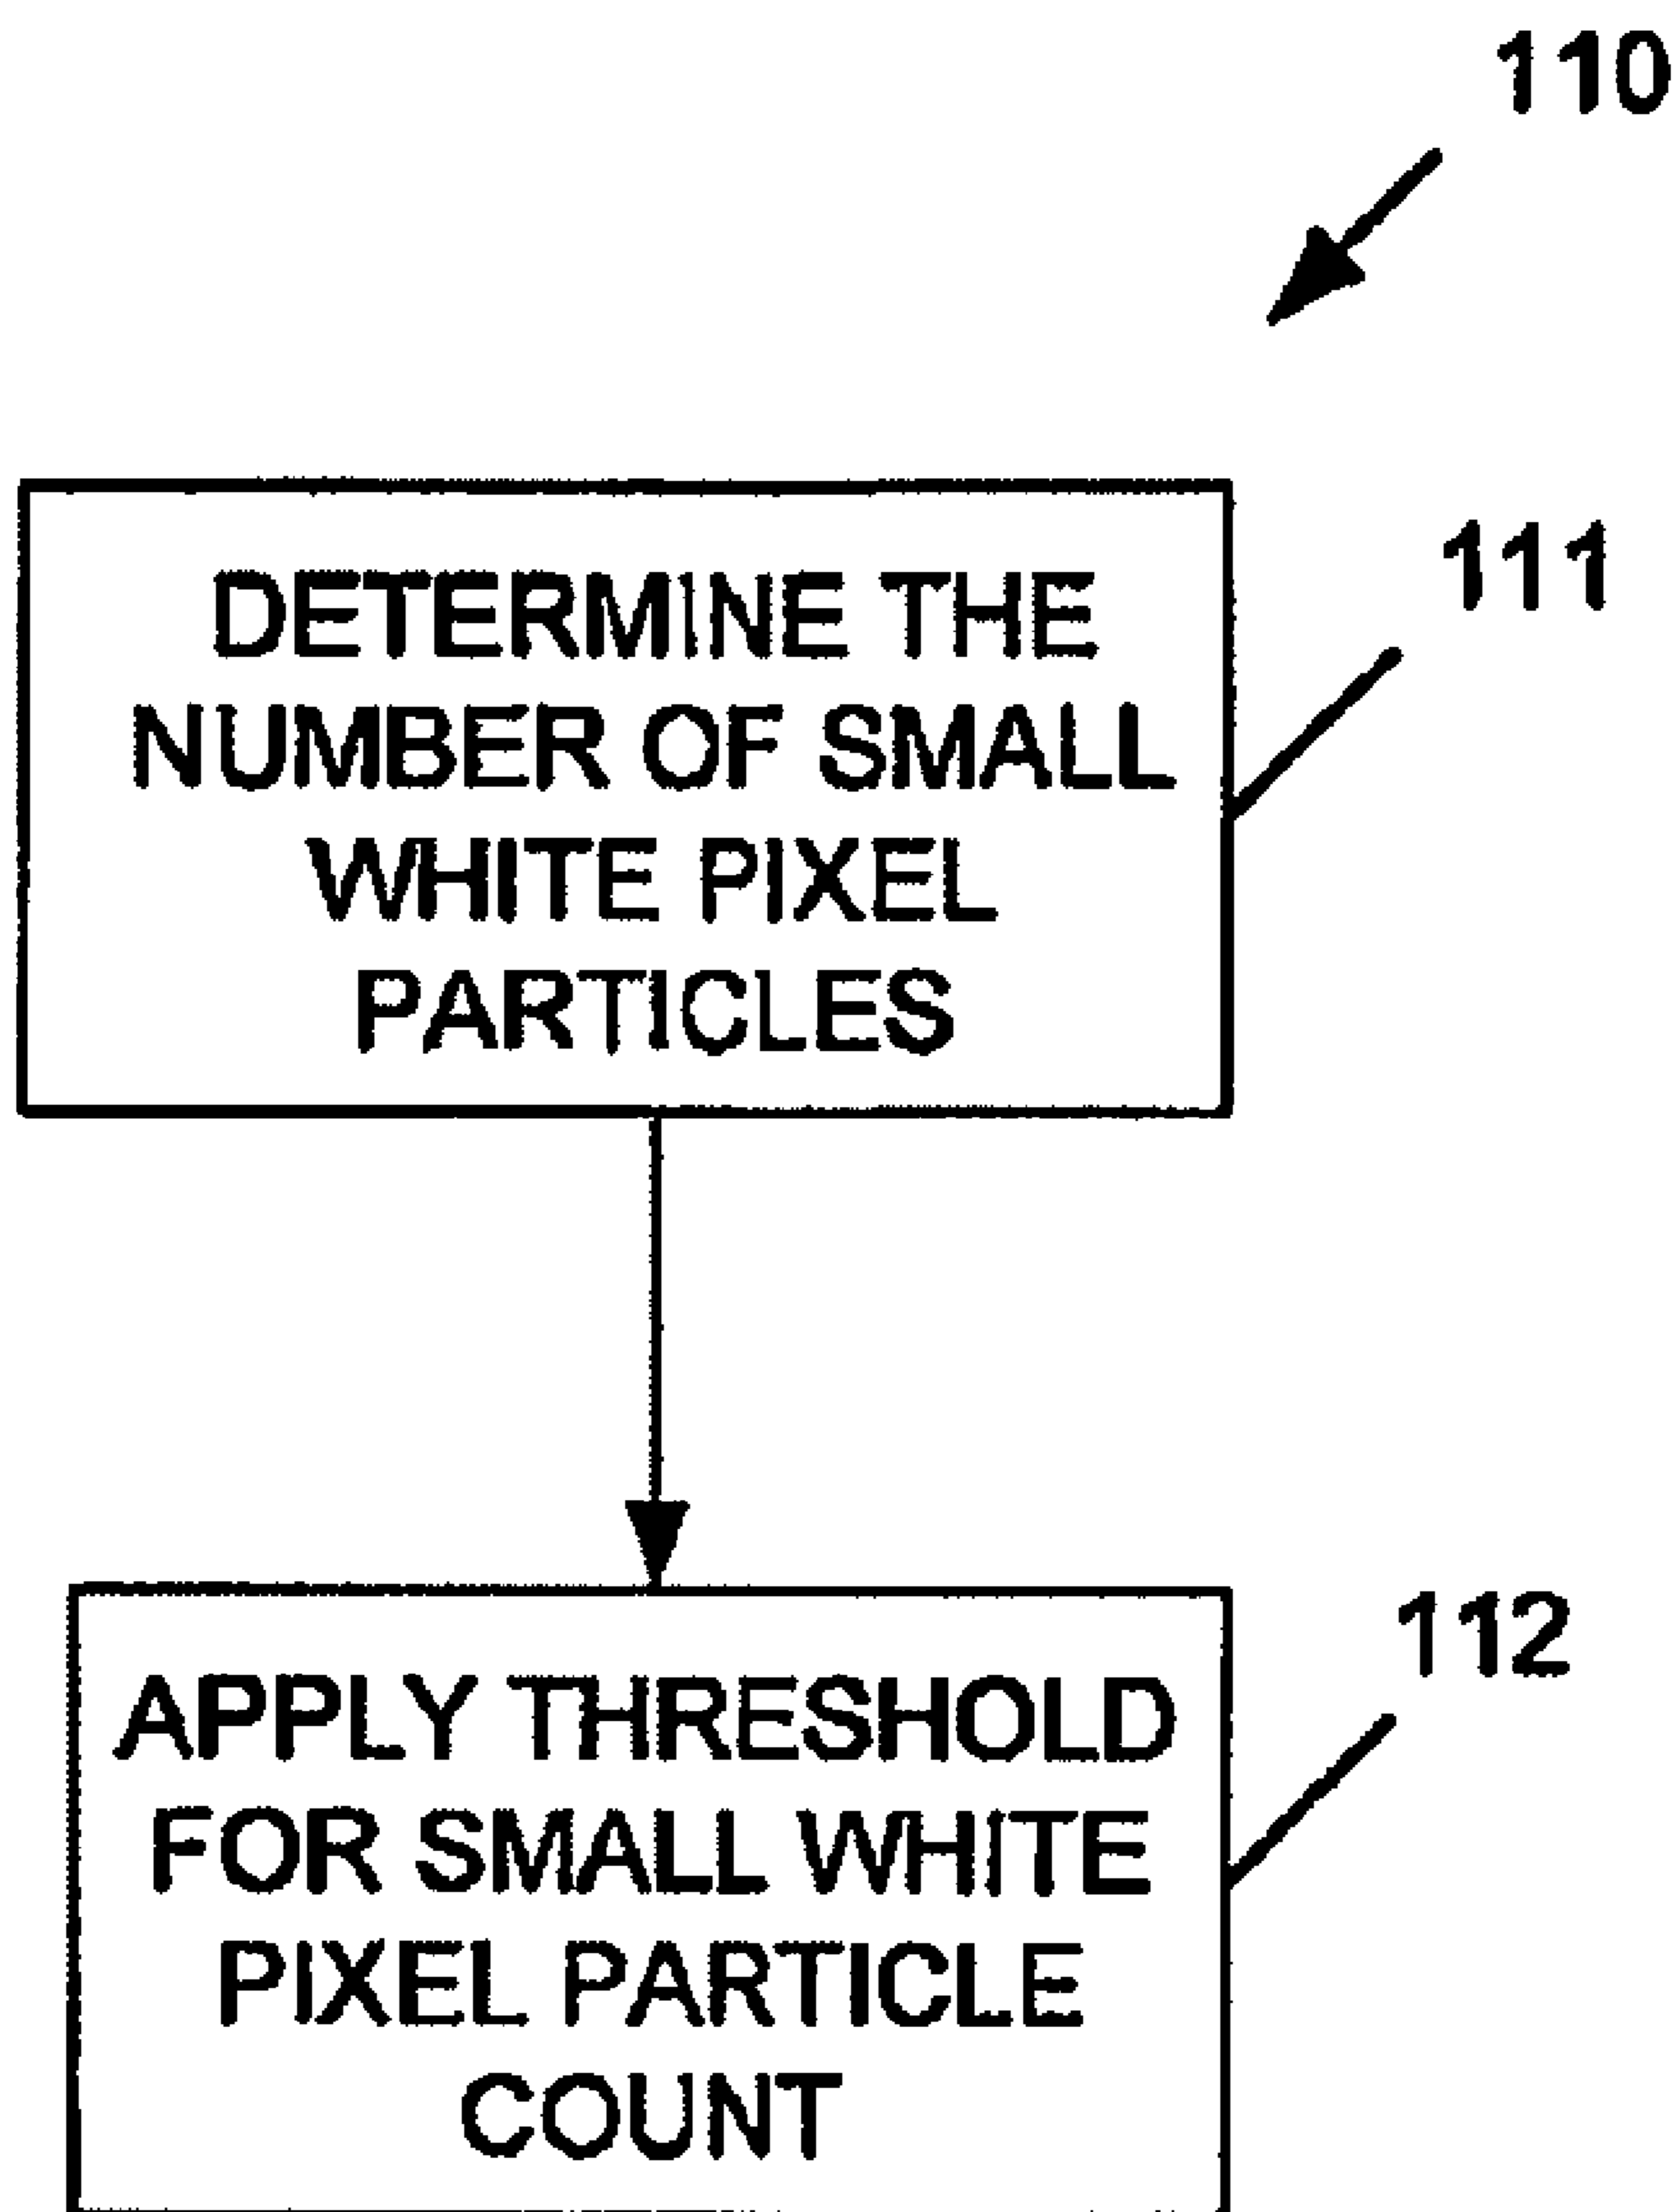 110
DETERMINE THE
NUMBER OF SMALL
WHITE PIXEL
PARTICLES
111
APPLY THRESHOLD
FOR SMALL WHITE
PIXEL PARTICLE
COUNT
112